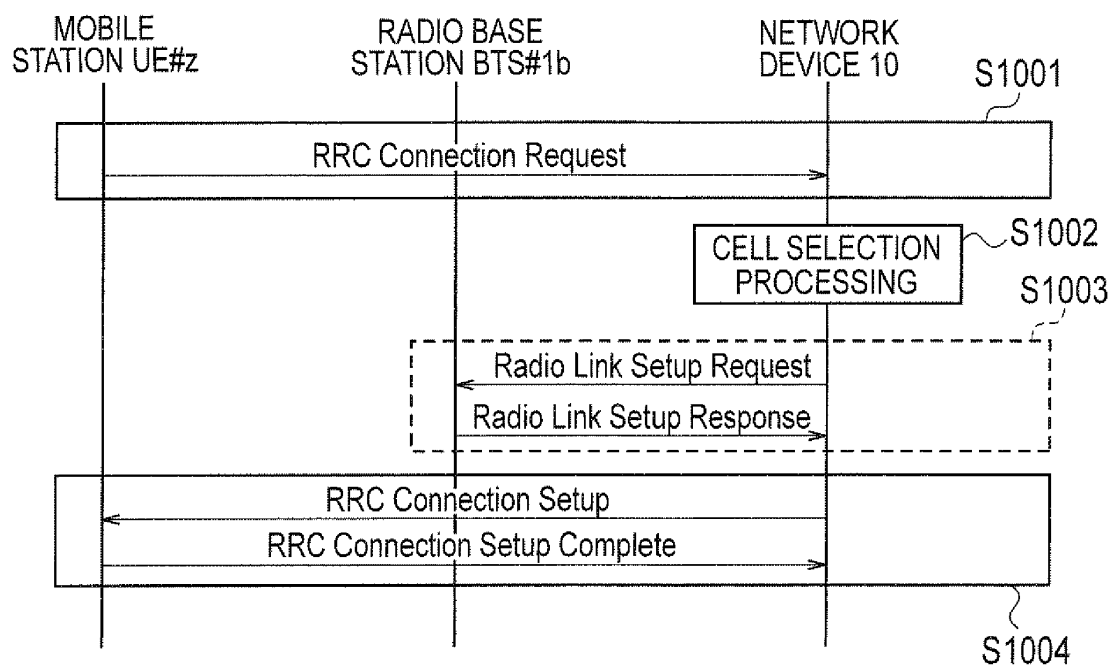 MOBILE
STATION UE#z
RADIO BASE
STATION BTS#1b
NETWORK
DEVICE 10
S1001
RRC Connection Request
CELL SELECTION
PROCESSING
S1002
S1003
Radio Link Setup Request
Radio Link Setup Response
RRC Connection Setup
RRC Connection Setup Complete
S1004